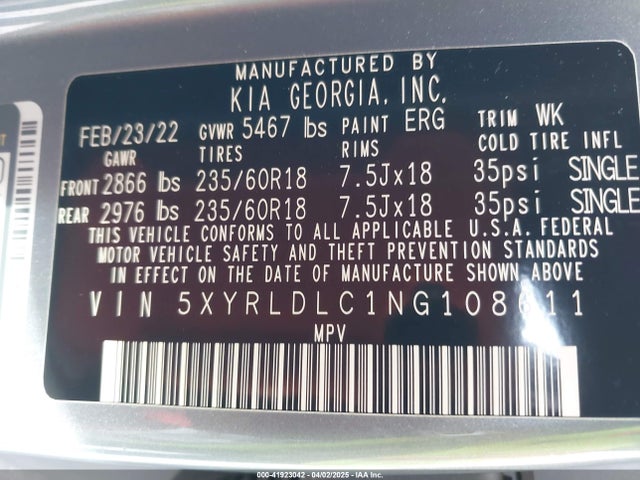 MANUFACTURED BY
KIA GEORGIA, INC.
FEB/23/22 GVWR 5467 lbs PAINT ERG TRIM WK
GAWR TIRES RIMS COLD TIRE INFL
FRONT 2866 lbs 235/60R18 7.5Jx18 35psi SINGLE
REAR 2976 lbs 235/60R18 7.5Jx18 35psi SINGLE
THIS VEHICLE CONFORMS TO ALL APPLICABLE U.S.A. FEDERAL
MOTOR VEHICLE SAFETY AND THEFT PREVENTION STANDARDS
IN EFFECT ON THE DATE OF MANUFACTURE SHOWN ABOVE
VIN 5XYRLDLC1NG108611
MPV
000-41923042 - 04/02/2025 - IAA Inc.